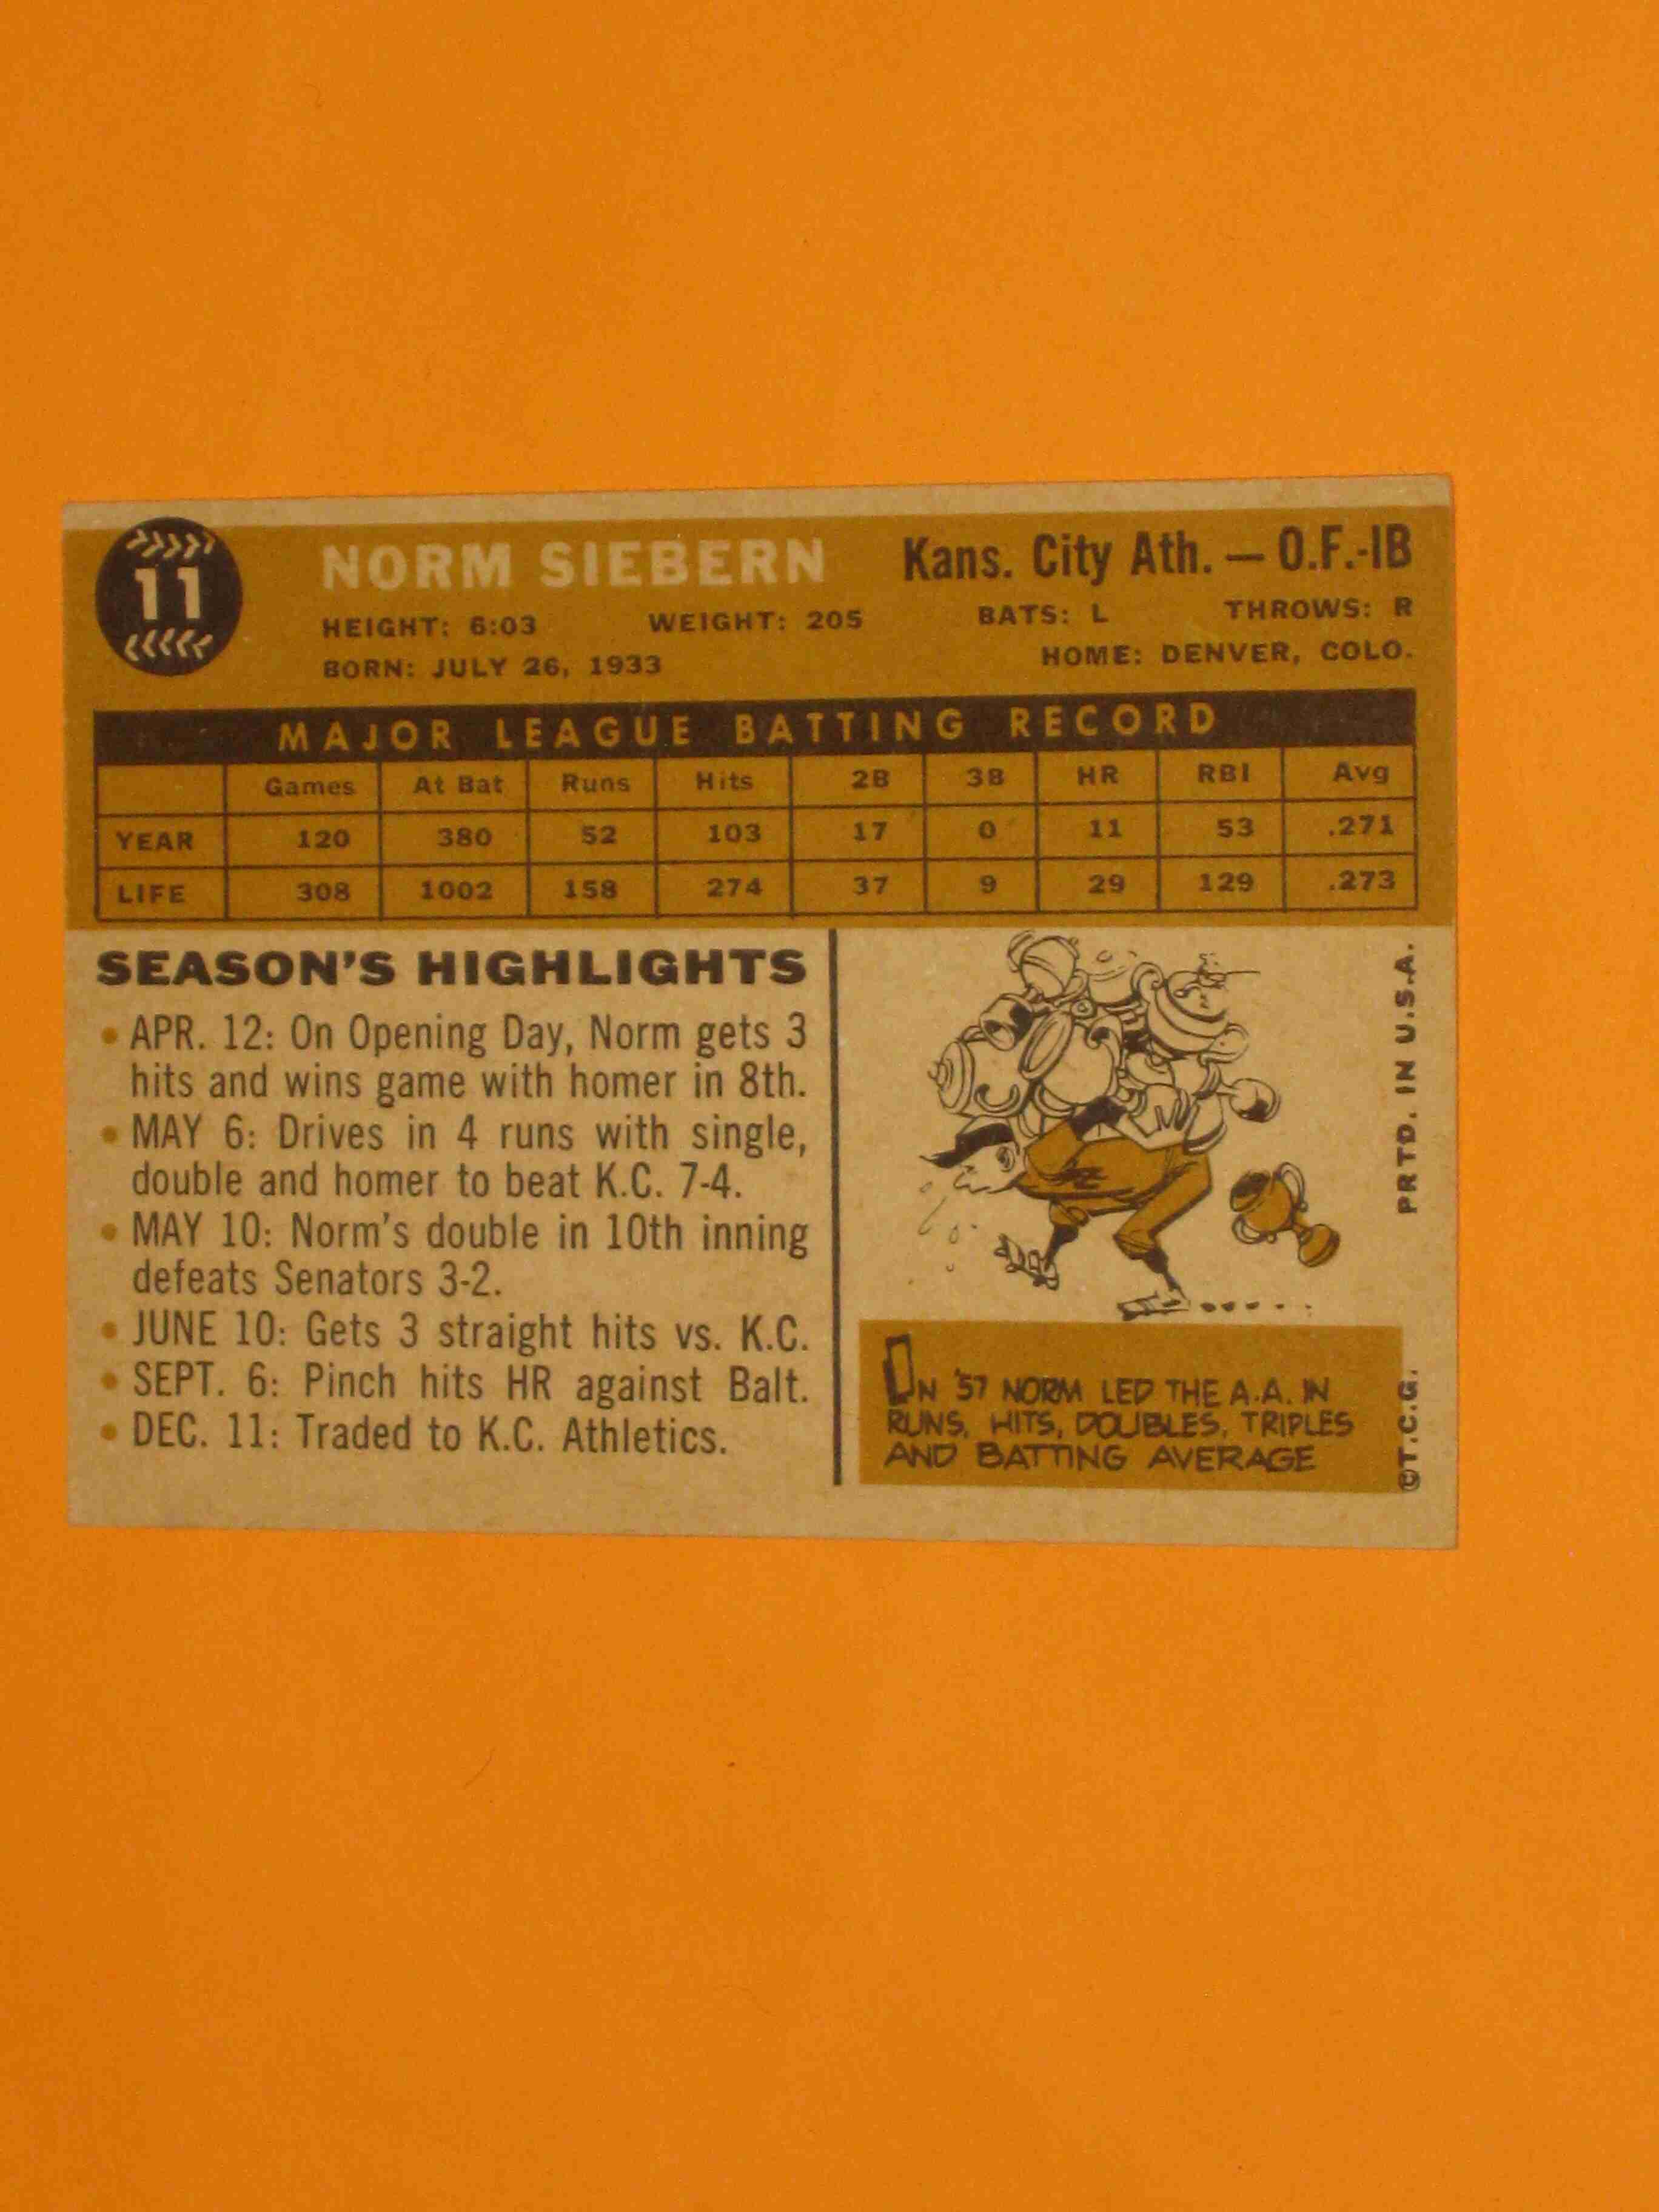 11
NORM SIEBERN
Kans. City Ath. — O.F.-1B
HEIGHT: 6:03 WEIGHT: 205 BATS: L THROWS: R
BORN: JULY 26, 1933 HOME: DENVER, COLO.
MAJOR LEAGUE BATTING RECORD
Games At Bat Runs Hits 2B 3B HR RBI Avg
YEAR 120 380 52 103 17 0 11 53 .271
LIFE 308 1002 158 274 37 9 29 129 .273
SEASON'S HIGHLIGHTS
• APR. 12: On Opening Day, Norm gets 3
hits and wins game with homer in 8th.
• MAY 6: Drives in 4 runs with single,
double and homer to beat K.C. 7-4.
• MAY 10: Norm's double in 10th inning
defeats Senators 3-2.
• JUNE 10: Gets 3 straight hits vs. K.C.
• SEPT. 6: Pinch hits HR against Balt.
• DEC. 11: Traded to K.C. Athletics.
IN '57 NORM LED THE A.A. IN
RUNS, HITS, DOUBLES, TRIPLES
AND BATTING AVERAGE
©T.C.G. PRTD. IN U.S.A.